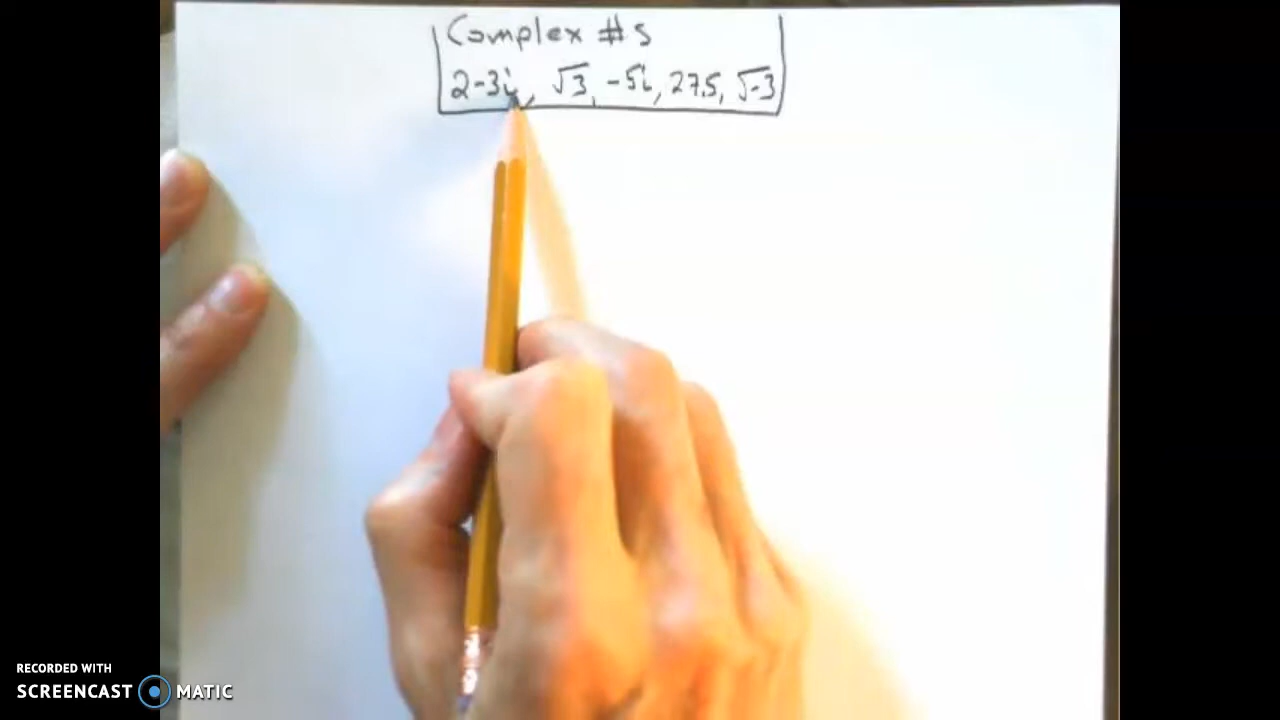 Complex #s
2-3i, √3, -5i, 27.5, √-3
RECORDED WITH
SCREENCAST MATIC